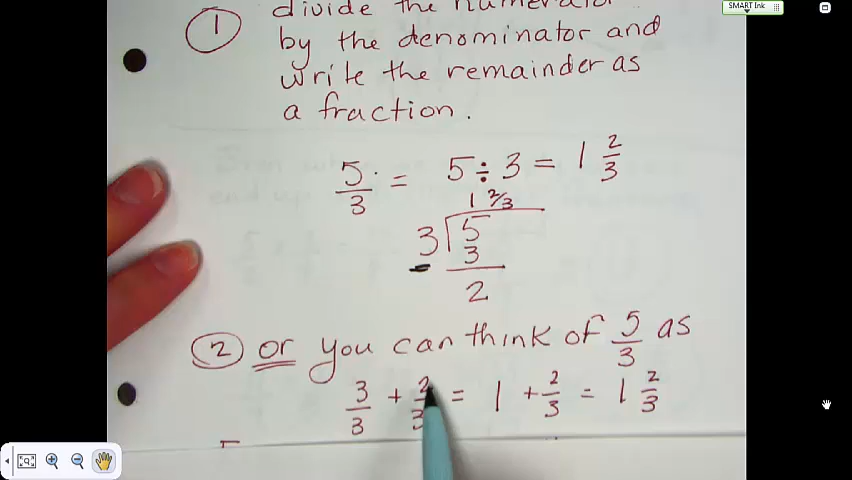 SMART Ink
1 divide the numerator
by the denominator and
write the remainder as
a fraction.
5/3 = 5 ÷ 3 = 1 2/3
1 2/3
3 5
3
2
2 or you can think of 5/3 as
3/3 + 2/3 = 1 + 2/3 = 1 2/3